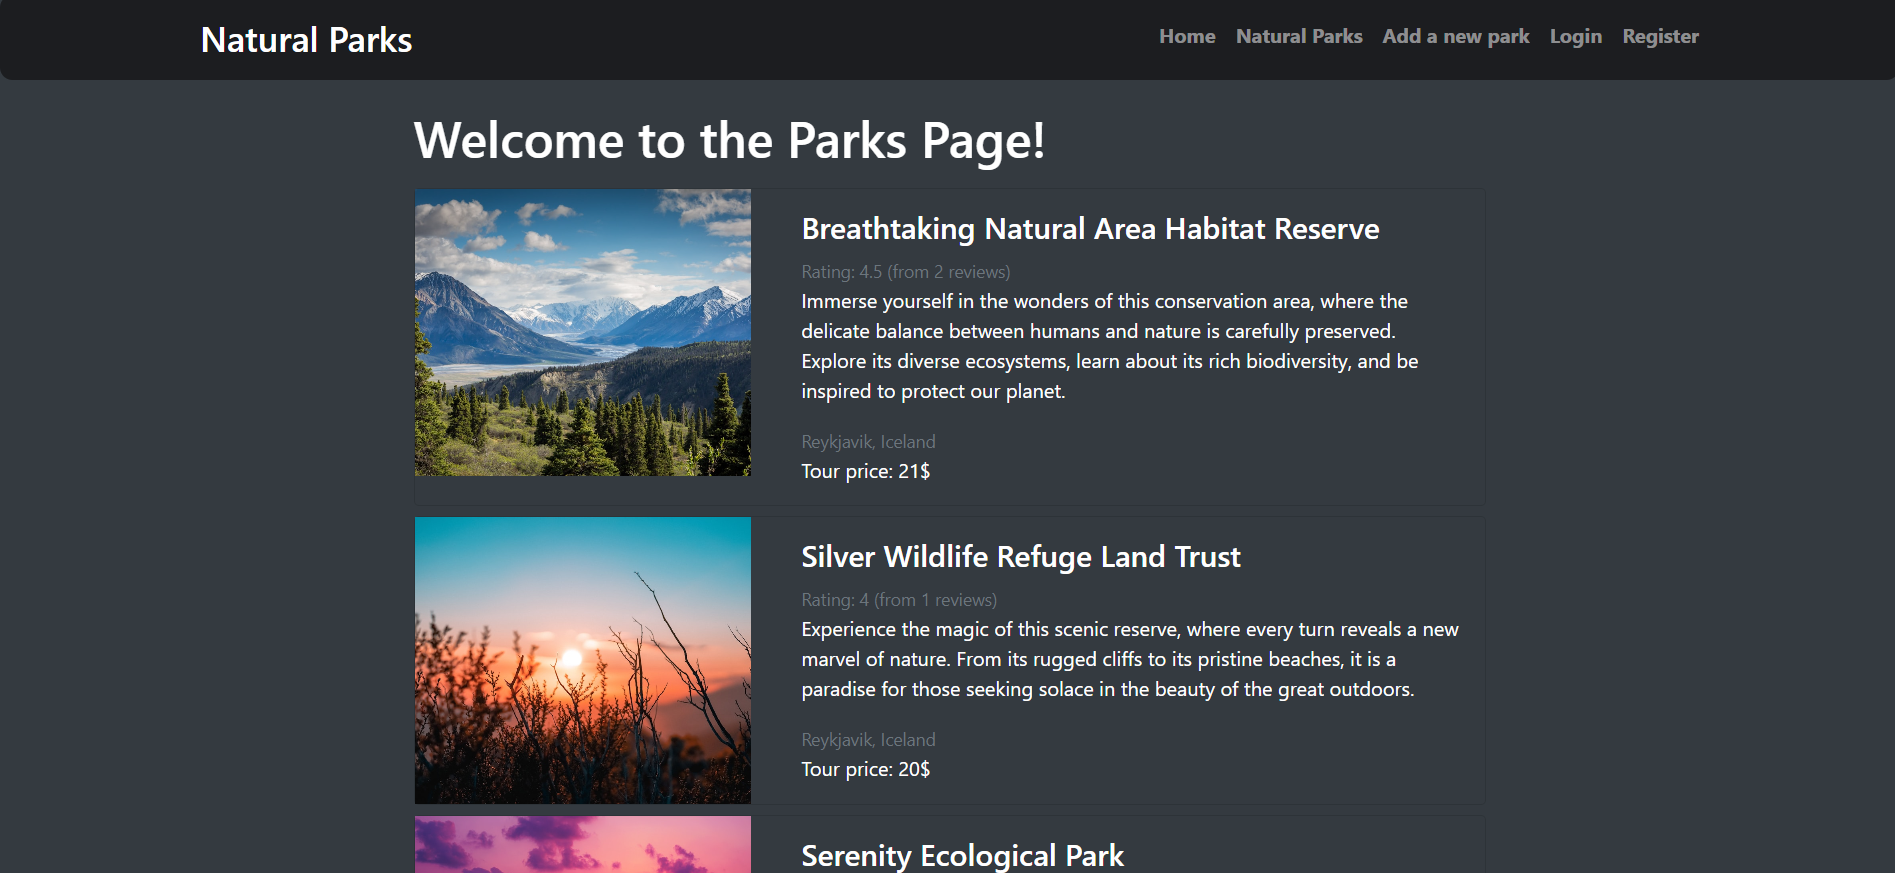 Natural Parks
Home Natural Parks Add a new park Login Register
Welcome to the Parks Page!
Breathtaking Natural Area Habitat Reserve
Rating: 4.5 (from 2 reviews)
Immerse yourself in the wonders of this conservation area, where the
delicate balance between humans and nature is carefully preserved.
Explore its diverse ecosystems, learn about its rich biodiversity, and be
inspired to protect our planet.
Reykjavik, Iceland
Tour price: 21$
Silver Wildlife Refuge Land Trust
Rating: 4 (from 1 reviews)
Experience the magic of this scenic reserve, where every turn reveals a new
marvel of nature. From its rugged cliffs to its pristine beaches, it is a
paradise for those seeking solace in the beauty of the great outdoors.
Reykjavik, Iceland
Tour price: 20$
Serenity Ecological Park